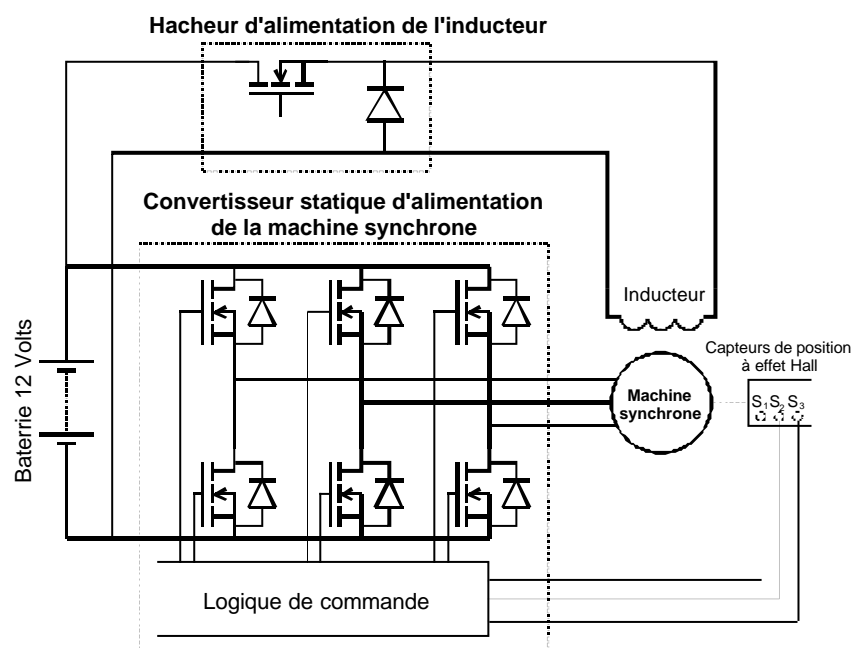 Hacheur d'alimentation de l'inducteur
Convertisseur statique d'alimentation
de la machine synchrone
Inducteur
Capteurs de position
à effet Hall
Baterrie 12 Volts
Machine
synchrone
S1 S2 S3
Logique de commande